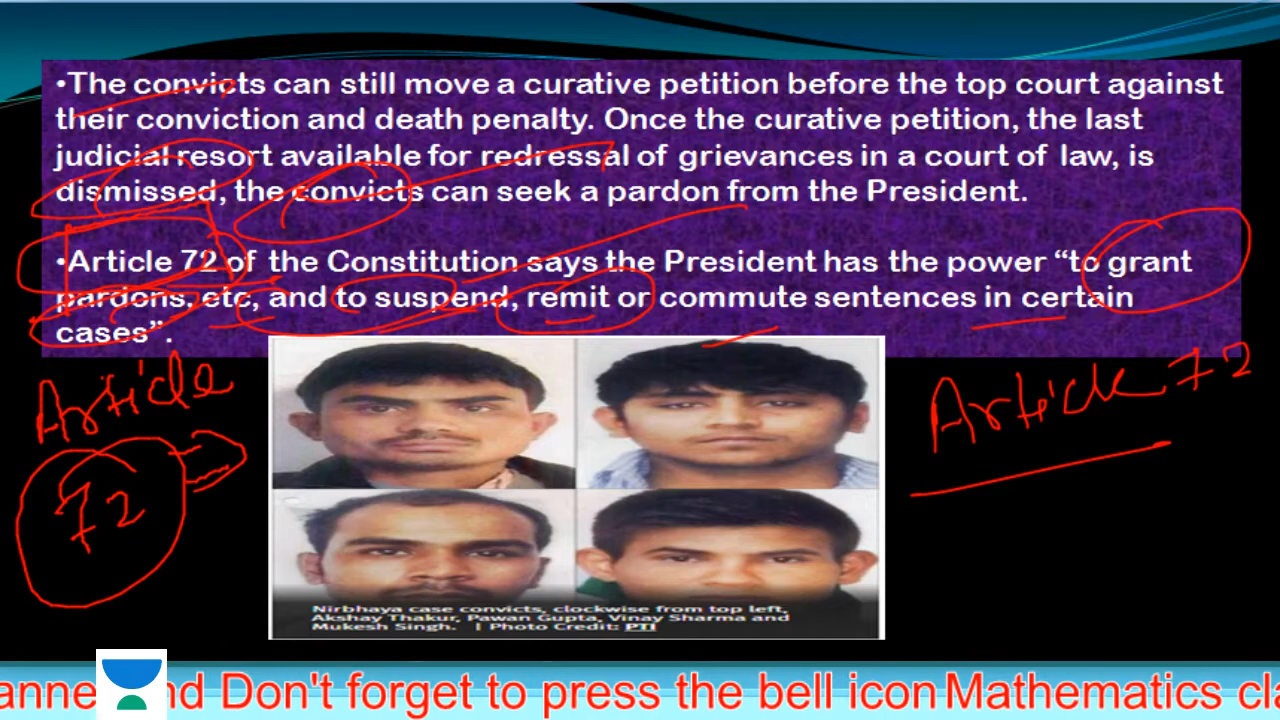 •The convicts can still move a curative petition before the top court against
their conviction and death penalty. Once the curative petition, the last
judicial resort available for redressal of grievances in a court of law, is
dismissed, the convicts can seek a pardon from the President.
•Article 72 of the Constitution says the President has the power “to grant
pardons, etc, and to suspend, remit or commute sentences in certain
cases”.
Article
72
Article 72
Nirbhaya case convicts, clockwise from top left,
Akshay Thakur, Pawan Gupta, Vinay Sharma and
Mukesh Singh. | Photo Credit: PTI
anne nd Don't forget to press the bell icon Mathematics cla